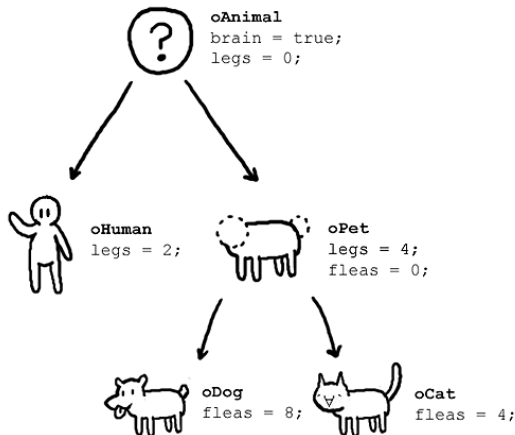 ?
oAnimal
brain = true;
legs = 0;
oHuman
legs = 2;
oPet
legs = 4;
fleas = 0;
oDog
fleas = 8;
oCat
fleas = 4;